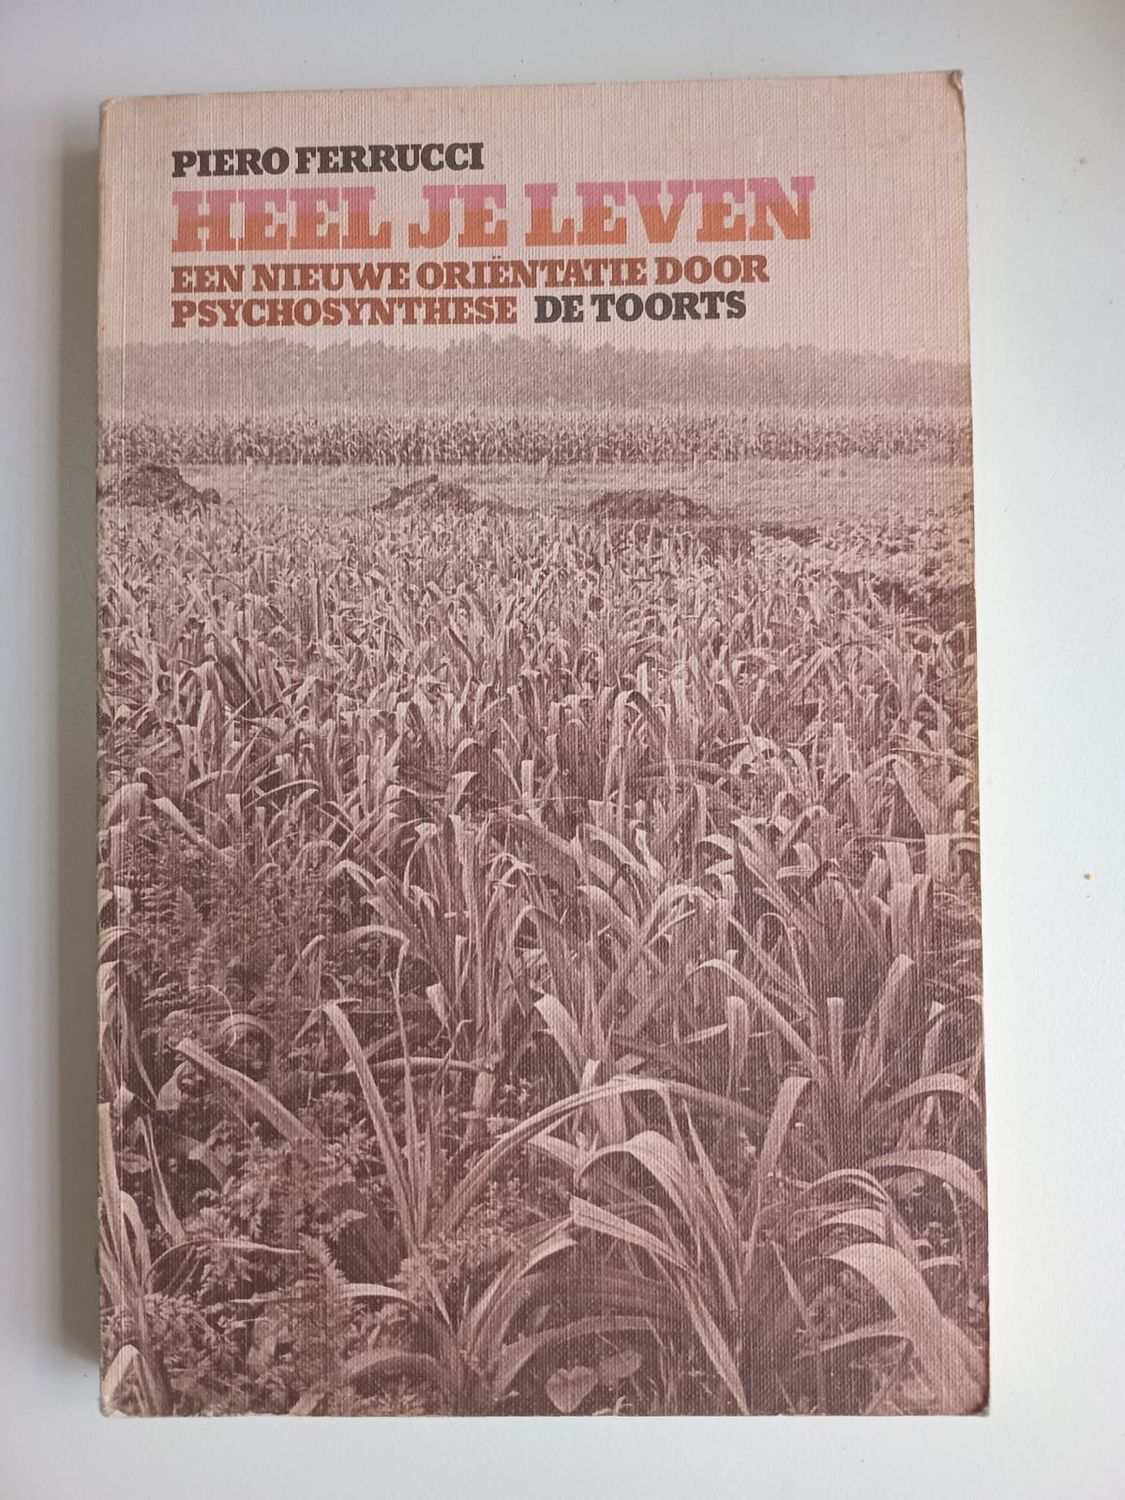 PIERO FERRUCCI
HEEL JE LEVEN
EEN NIEUWE ORIËNTATIE DOOR
PSYCHOSYNTHESE DE TOORTS